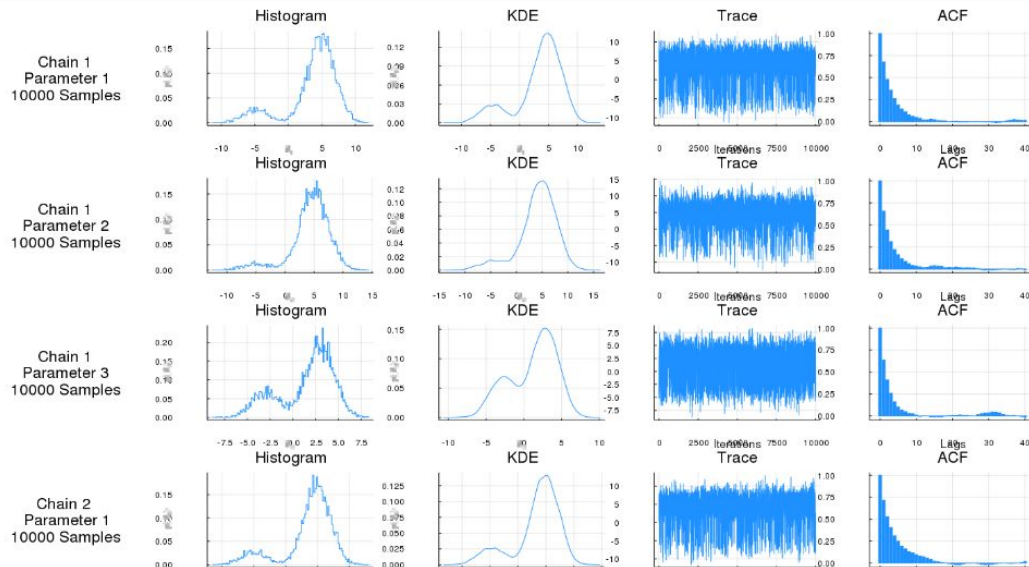 Histogram KDE Trace ACF
Chain 1
Parameter 1
10000 Samples
0.15 0.10 0.05 0.00
-10 -5 0 5 10
0.12 0.09 0.06 0.03 0.00
-10 -5 0 5 10
10 5 0 -5 -10
0 5000 10000
Iterations
1.00 0.75 0.50 0.25 0.00
0 10 20 30 40
Lags
Histogram KDE Trace ACF
Chain 1
Parameter 2
10000 Samples
0.15 0.10 0.05 0.00
-10 -5 0 5 10 15
0.12 0.10 0.08 0.06 0.04 0.02 0.00
-15 -10 -5 0 5 10 15
15 10 5 0 -5 -10
0 2500 5000 7500 10000
Iterations
1.00 0.75 0.50 0.25 0.00
0 10 20 30 40
Lags
Histogram KDE Trace ACF
Chain 1
Parameter 3
10000 Samples
0.20 0.15 0.10 0.05 0.00
-7.5 -5.0 -2.5 0.0 2.5 5.0 7.5
0.15 0.10 0.05 0.00
-10 -5 0 5 10
7.5 5.0 2.5 0.0 -2.5 -5.0 -7.5
0 10000
Iterations
1.00 0.75 0.50 0.25 0.00
0 10 20 30 40
Lags
Histogram KDE Trace ACF
Chain 2
Parameter 1
10000 Samples
0.15 0.10 0.05 0.00
0.125 0.100 0.075 0.050 0.025 0.000
10 5 0 -5 -10
1.00 0.75 0.50 0.25 0.00